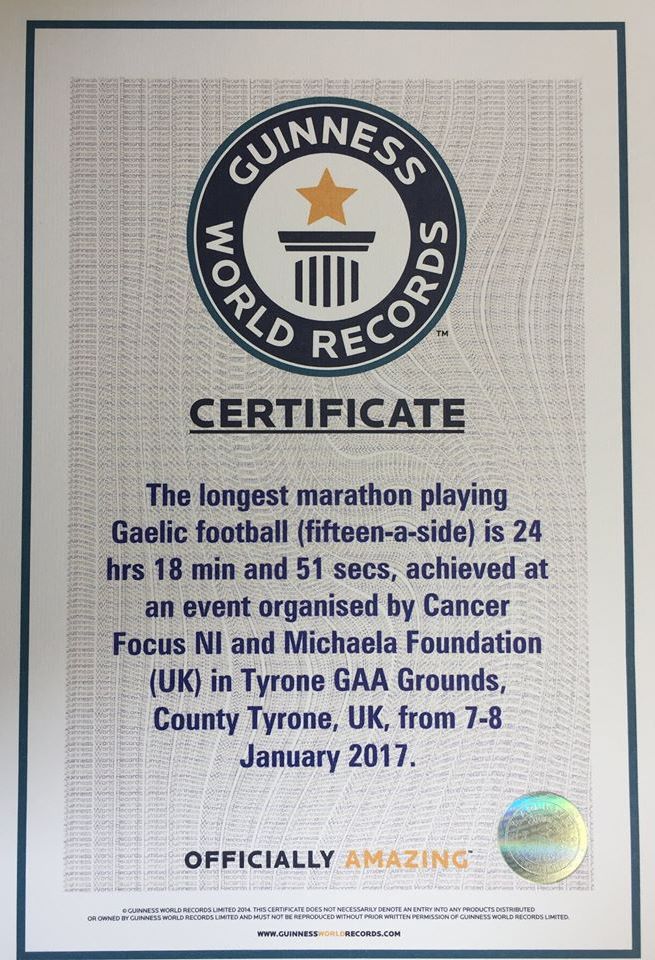 GUINNESS
WORLD RECORDS
TM
CERTIFICATE
The longest marathon playing
Gaelic football (fifteen-a-side) is 24
hrs 18 min and 51 secs, achieved at
an event organised by Cancer
Focus NI and Michaela Foundation
(UK) in Tyrone GAA Grounds,
County Tyrone, UK, from 7-8
January 2017.
OFFICIALLY AMAZING™
© GUINNESS WORLD RECORDS LIMITED 2014. THIS CERTIFICATE DOES NOT NECESSARILY DENOTE AN ENTRY INTO ANY PRODUCTS DISTRIBUTED
OR OWNED BY GUINNESS WORLD RECORDS LIMITED AND MUST NOT BE REPRODUCED WITHOUT PRIOR WRITTEN PERMISSION OF GUINNESS WORLD RECORDS LIMITED.
WWW.GUINNESSWORLDRECORDS.COM